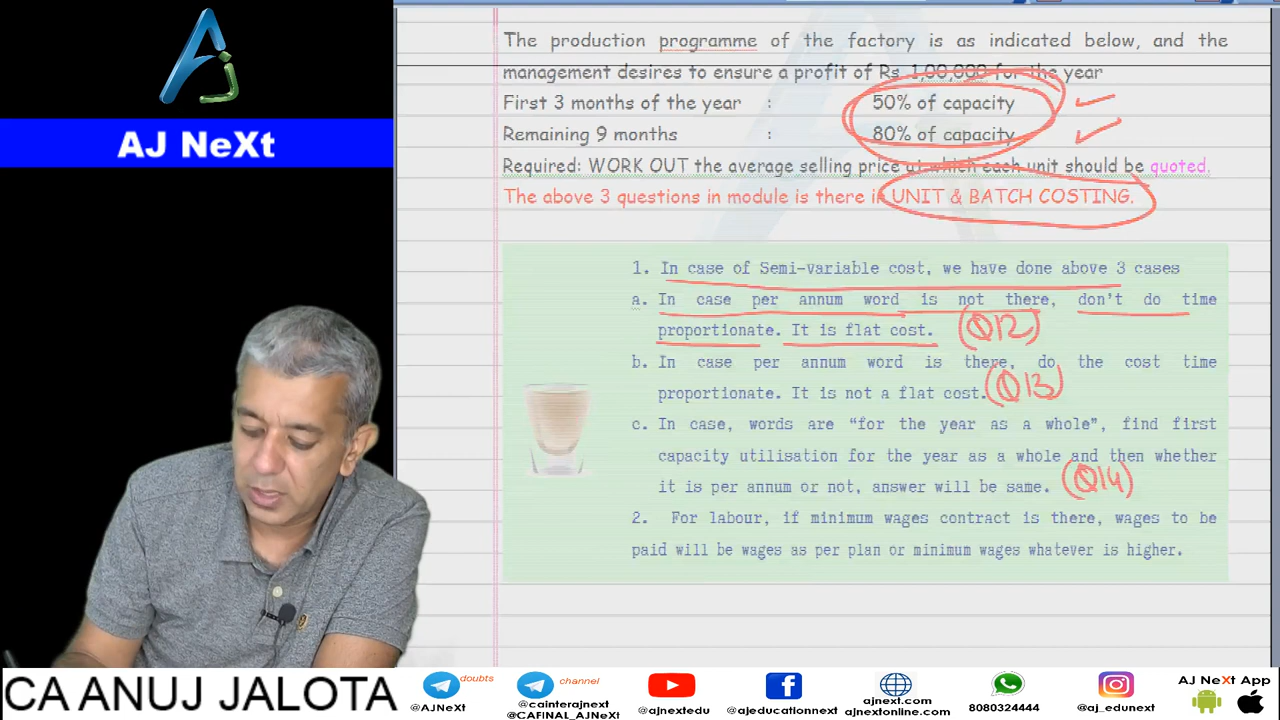 The production programme of the factory is as indicated below, and the
management desires to ensure a profit of Rs. 1,00,000 for the year
First 3 months of the year : 50% of capacity
Remaining 9 months : 80% of capacity
Required: WORK OUT the average selling price at which each unit should be quoted.
The above 3 questions in module is there in UNIT & BATCH COSTING.
AJ NeXt
1. In case of Semi-variable cost, we have done above 3 cases
a. In case per annum word is not there, don't do time
proportionate. It is flat cost. (Q12)
b. In case per annum word is there, do the cost time
proportionate. It is not a flat cost. (Q13)
c. In case, words are “for the year as a whole”, find first
capacity utilisation for the year as a whole and then whether
it is per annum or not, answer will be same. (Q14)
2. For labour, if minimum wages contract is there, wages to be
paid will be wages as per plan or minimum wages whatever is higher.
CA ANUJ JALOTA
doubts
@AJNeXt
channel
@cainterajnext
@CAFINAL_AJNeXt
@ajnextedu
@ajeducationnext
ajnext.com
ajnextonline.com
8080324444
@aj_edunext
AJ NeXt App